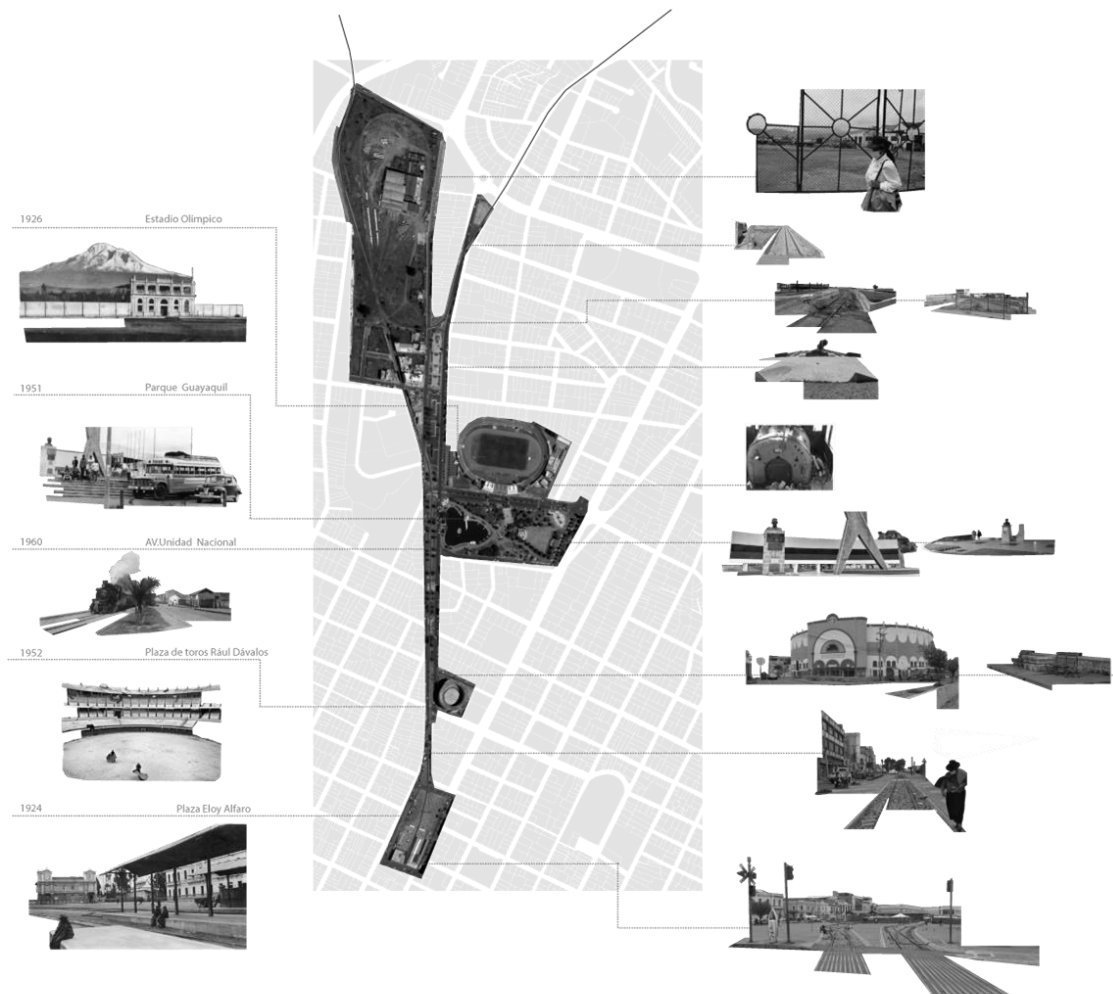 1926 Estadio Olímpico
1951 Parque Guayaquil
1960 AV.Unidad Nacional
1952 Plaza de toros Rául Dávalos
1924 Plaza Eloy Alfaro